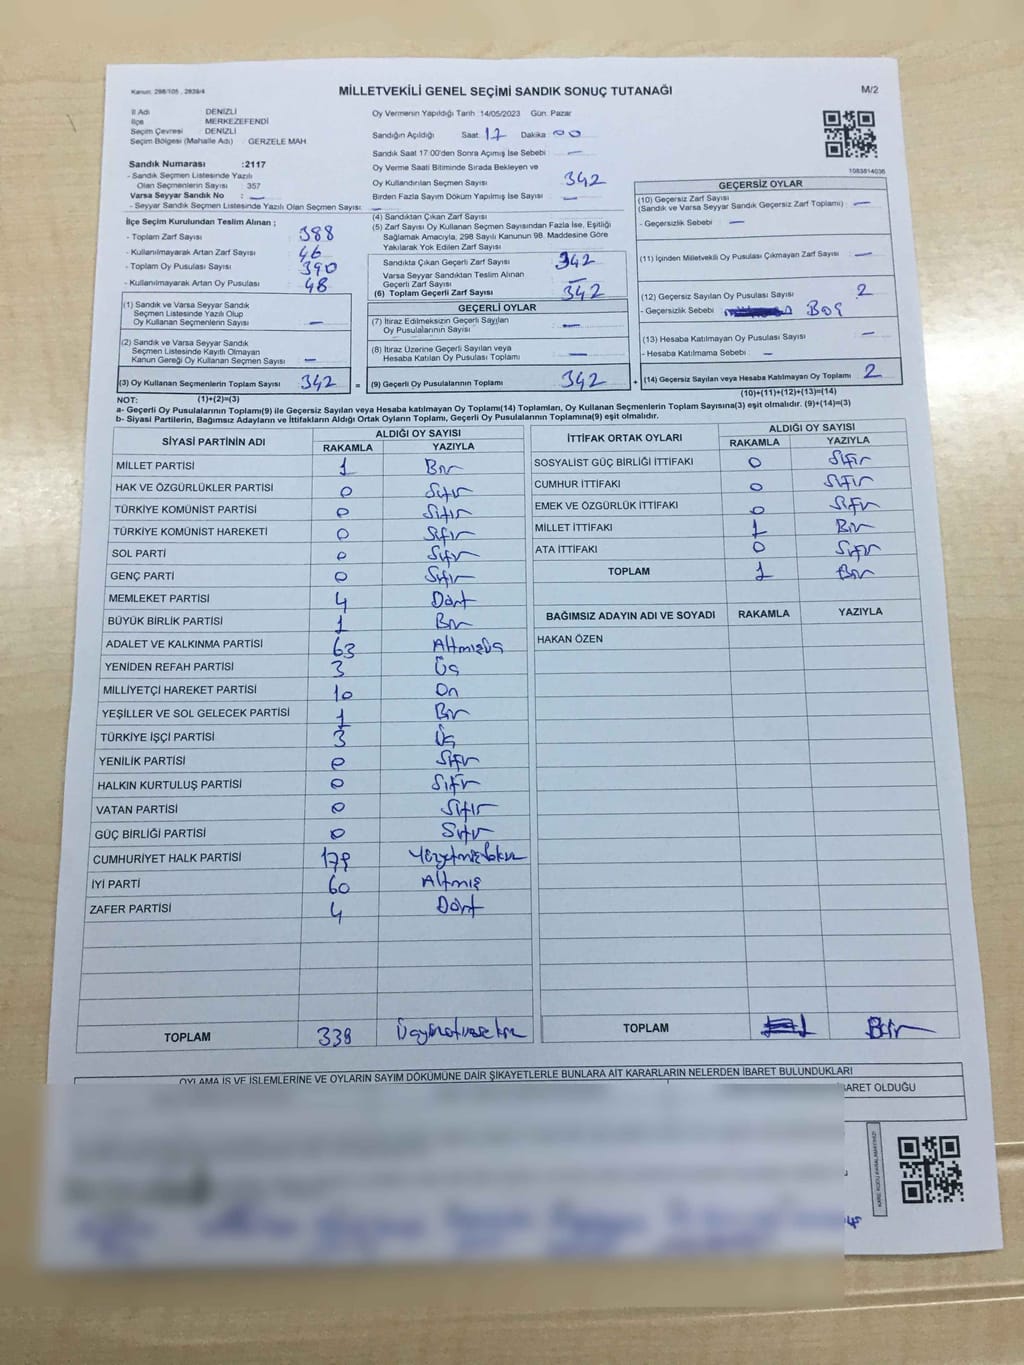 Kanun: 298/105 , 2839/4
MİLLETVEKİLİ GENEL SEÇİMİ SANDIK SONUÇ TUTANAĞI
M/2
İl Adı DENİZLİ
İlçe MERKEZEFENDİ
Seçim Çevresi DENİZLİ
Seçim Bölgesi (Mahalle Adı) : GERZELE MAH
Sandık Numarası :2117
- Sandık Seçmen Listesinde Yazılı
Olan Seçmenlerin Sayısı : 357
Varsa Seyyar Sandık No : —
- Seyyar Sandık Seçmen Listesinde Yazılı Olan Seçmen Sayısı: —
İlçe Seçim Kurulundan Teslim Alınan ;
- Toplam Zarf Sayısı 388
- Kullanılmayarak Artan Zarf Sayısı 46
- Toplam Oy Pusulası Sayısı 390
- Kullanılmayarak Artan Oy Pusulası 48
(1) Sandık ve Varsa Seyyar Sandık
Seçmen Listesinde Yazılı Olup
Oy Kullanan Seçmenlerin Sayısı —
(2) Sandık ve Varsa Seyyar Sandık
Seçmen Listesinde Kayıtlı Olmayan
Kanun Gereği Oy Kullanan Seçmen Sayısı —
(3) Oy Kullanan Seçmenlerin Toplam Sayısı 342 =
Oy Vermenin Yapıldığı Tarih :14/05/2023 Gün: Pazar
Sandığın Açıldığı Saat: 17 Dakika: 00
Sandık Saat 17:00'den Sonra Açımış İse Sebebi : —
Oy Verme Saati Bitiminde Sırada Bekleyen ve
Oy Kullandırılan Seçmen Sayısı 342
Birden Fazla Sayım Döküm Yapılmış İse Sayısı : —
(4) Sandıktan Çıkan Zarf Sayısı
(5) Zarf Sayısı Oy Kullanan Seçmen Sayısından Fazla İse, Eşitliği
Sağlamak Amacıyla; 298 Sayılı Kanunun 98. Maddesine Göre
Yakılarak Yok Edilen Zarf Sayısı
Sandıkta Çıkan Geçerli Zarf Sayısı 342
Varsa Seyyar Sandıktan Teslim Alınan
Geçerli Zarf Sayısı —
(6) Toplam Geçerli Zarf Sayısı 342
GEÇERLİ OYLAR
(7) İtiraz Edilmeksizin Geçerli Sayılan
Oy Pusulalarının Sayısı —
(8) İtiraz Üzerine Geçerli Sayılan veya
Hesaba Katılan Oy Pusulası Toplamı —
(9) Geçerli Oy Pusulalarının Toplamı 342 +
1083814036
GEÇERSİZ OYLAR
(10) Geçersiz Zarf Sayısı
(Sandık ve Varsa Seyyar Sandık Geçersiz Zarf Toplamı) —
- Geçersizlik Sebebi : —
(11) İçinden Milletvekili Oy Pusulası Çıkmayan Zarf Sayısı —
(12) Geçersiz Sayılan Oy Pusulası Sayısı 2
- Geçersizlik Sebebi : Boş
(13) Hesaba Katılmayan Oy Pusulası Sayısı —
- Hesaba Katılmama Sebebi : —
(14) Geçersiz Sayılan veya Hesaba Katılmayan Oy Toplamı 2
NOT: (1)+(2)=(3)
(10)+(11)+(12)+(13)=(14)
a- Geçerli Oy Pusulalarının Toplamı(9) ile Geçersiz Sayılan veya Hesaba katılmayan Oy Toplamı(14) Toplamları, Oy Kullanan Seçmenlerin Toplam Sayısına(3) eşit olmalıdır. (9)+(14)=(3)
b- Siyasi Partilerin, Bağımsız Adayların ve İttifakların Aldığı Ortak Oyların Toplamı, Geçerli Oy Pusulalarının Toplamına(9) eşit olmalıdır.
SİYASİ PARTİNİN ADI ALDIĞI OY SAYISI
RAKAMLA YAZIYLA
MİLLET PARTİSİ 1 Bir
HAK VE ÖZGÜRLÜKLER PARTİSİ 0 Sıfır
TÜRKİYE KOMÜNİST PARTİSİ 0 Sıfır
TÜRKİYE KOMÜNİST HAREKETİ 0 Sıfır
SOL PARTİ 0 Sıfır
GENÇ PARTİ 0 Sıfır
MEMLEKET PARTİSİ 4 Dört
BÜYÜK BİRLİK PARTİSİ 1 Bir
ADALET VE KALKINMA PARTİSİ 63 Altmışüç
YENİDEN REFAH PARTİSİ 3 Üç
MİLLİYETÇİ HAREKET PARTİSİ 10 On
YEŞİLLER VE SOL GELECEK PARTİSİ 1 Bir
TÜRKİYE İŞÇİ PARTİSİ 3 Üç
YENİLİK PARTİSİ 0 Sıfır
HALKIN KURTULUŞ PARTİSİ 0 Sıfır
VATAN PARTİSİ 0 Sıfır
GÜÇ BİRLİĞİ PARTİSİ 0 Sıfır
CUMHURİYET HALK PARTİSİ 179
İYİ PARTİ 60 Altmış
ZAFER PARTİSİ 4 Dört
TOPLAM 339
İTTİFAK ORTAK OYLARI ALDIĞI OY SAYISI
RAKAMLA YAZIYLA
SOSYALİST GÜÇ BİRLİĞİ İTTİFAKI 0 Sıfır
CUMHUR İTTİFAKI 0 Sıfır
EMEK VE ÖZGÜRLÜK İTTİFAKI 0 Sıfır
MİLLET İTTİFAKI 1 Bir
ATA İTTİFAKI 0 Sıfır
TOPLAM 1 Bir
BAĞIMSIZ ADAYIN ADI VE SOYADI RAKAMLA YAZIYLA
HAKAN ÖZEN
TOPLAM 1 Bir
OYLAMA İŞ VE İŞLEMLERİNE VE OYLARIN SAYIM DÖKÜMÜNE DAİR ŞİKAYETLERLE BUNLARA AİT KARARLARIN NELERDEN İBARET BULUNDUKLARI
İBARET OLDUĞU